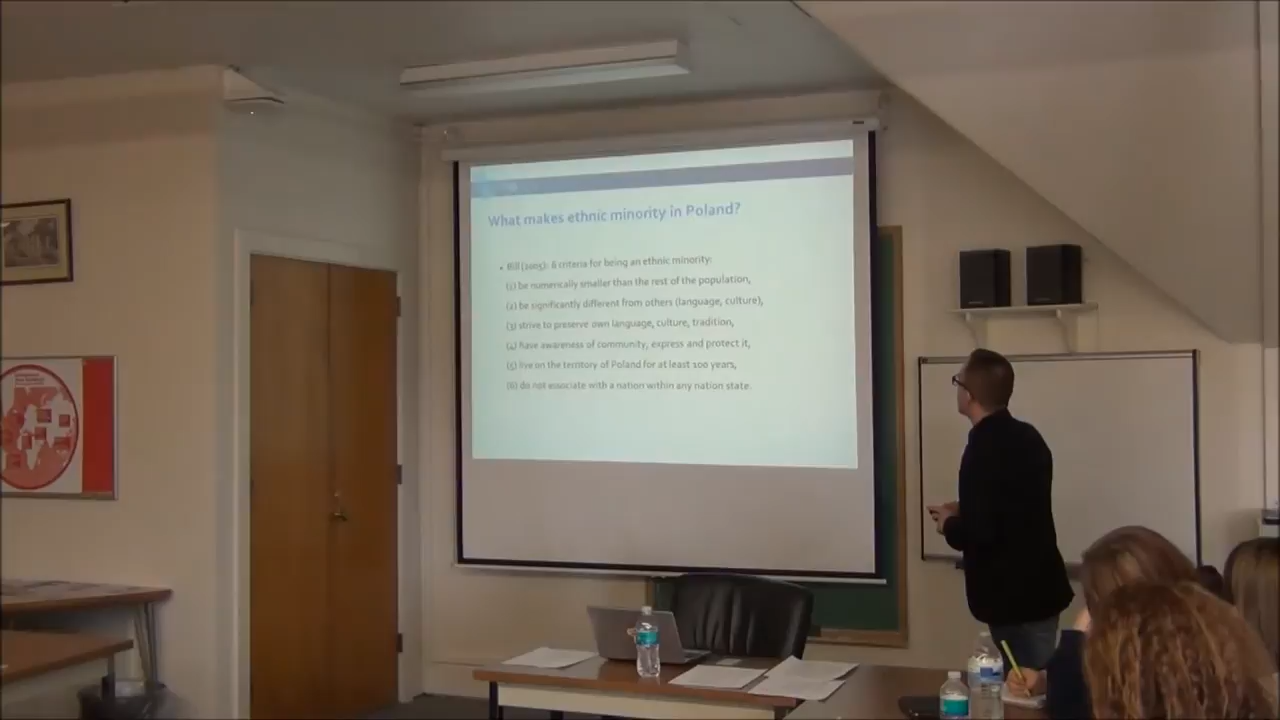 What makes ethnic minority in Poland?
• Bill (2005): 6 criteria for being an ethnic minority:
(1) be numerically smaller than the rest of the population,
(2) be significantly different from others (language, culture),
(3) strive to preserve own language, culture, tradition,
(4) have awareness of community, express and protect it,
(5) live on the territory of Poland for at least 100 years,
(6) do not associate with a nation within any nation state.